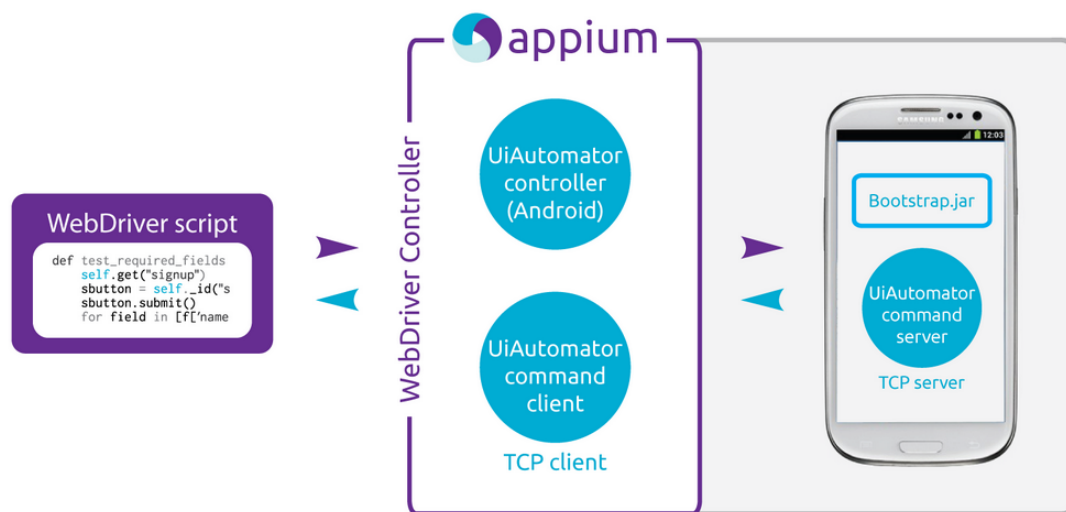 appium
WebDriver Controller
WebDriver script
def test_required_fields
self.get("signup")
sbutton = self._id("s
sbutton.submit()
for field in [f['name
UiAutomator
controller
(Android)
UiAutomator
command
client
TCP client
SAMSUNG
12:03
Bootstrap.jar
UiAutomator
command
server
TCP server